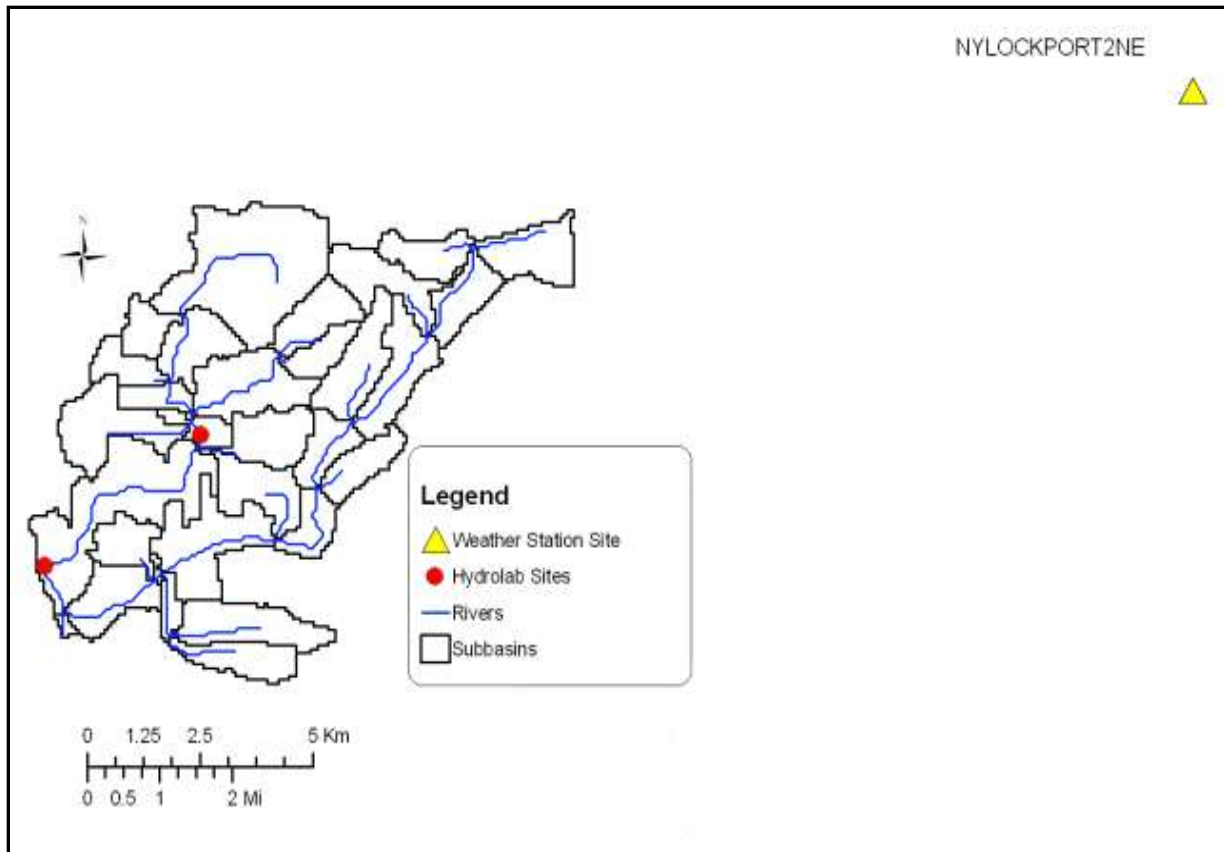 NYLOCKPORT2NE
N
Legend
Weather Station Site
Hydrolab Sites
Rivers
Subbasins
0 1.25 2.5 5 Km
0 0.5 1 2 Mi